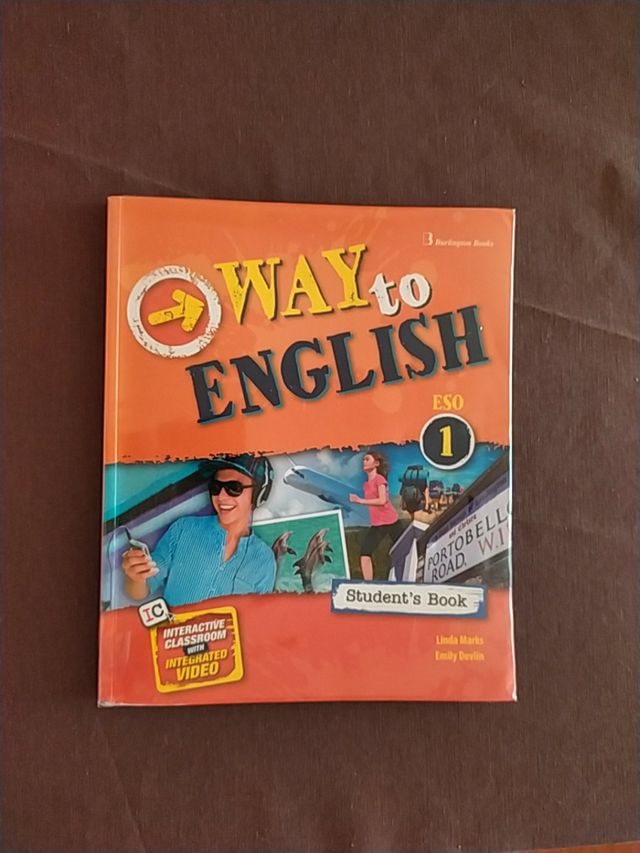 B Burlington Books
WAY to
ENGLISH
ESO
1
PORTOBELLO
ROAD, W.11
Student's Book
IC
INTERACTIVE
CLASSROOM
WITH
INTEGRATED
VIDEO
Linda Marks
Emily Devlin